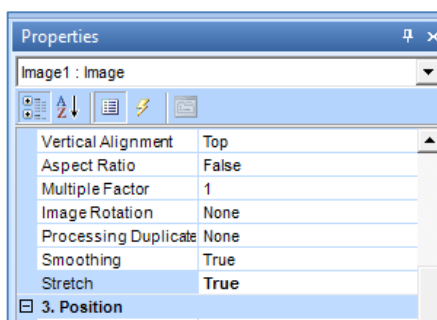 Properties
Image1 : Image
Vertical Alignment Top
Aspect Ratio False
Multiple Factor 1
Image Rotation None
Processing Duplicate None
Smoothing True
Stretch True
3. Position